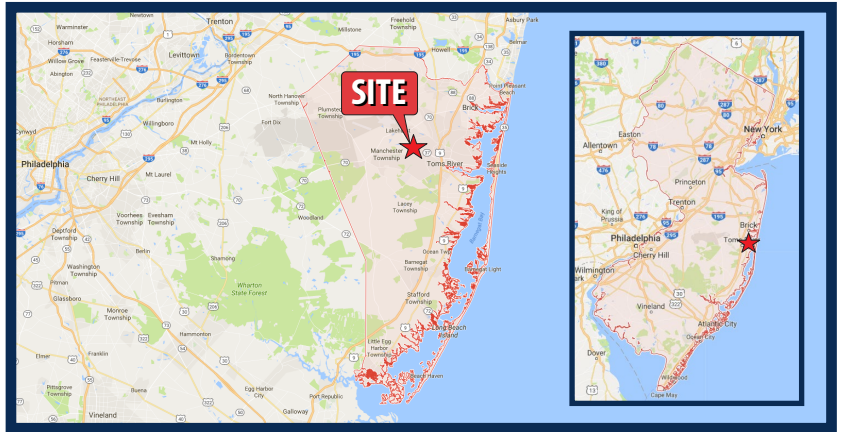 Newtown
Trenton
Millstone
Freehold
Township
Asbury Park
Warminster
Horsham
Willow Grove
Feasterville-Trevose
Levittown
Bordentown
Township
Howell
Belmar
Abington
NORTHEAST
PHILADELPHIA
Burlington
North Hanover
Township
SITE
Point Pleasant
Beach
Brick
Plumsted
Township
Fort Dix
Willingboro
Lakehu
Cynwyd
Mt Holly
Manchester
Township
Toms River
Philadelphia
Mt Laurel
Cherry Hill
Seaside
Heights
Voorhees
Township
Evesham
Township
Woodland
Lacey
Township
Barnegat Bay
Deptford
Township
Berlin
Shamong
Ocean Twp
Barnegat
Township
Barnegat Light
Washington
Township
Pitman
Glassboro
Wharton
State Forest
Stafford
Township
Monroe
Township
Long Beach
Island
Hammonton
Little Egg
Harbor
Township
Elmer
Franklin
Beach Haven
Pittsgrove
Township
Buena
Egg Harbor
City
Port Republic
Vineland
Galloway
New York
Easton
Allentown
Princeton
Trenton
King of
Prussia
Brick
Toms
Philadelphia
Cherry Hill
Wilmington
ark
Vineland
Atlantic City
Ocean City
Dover
Wildwood
Cape May